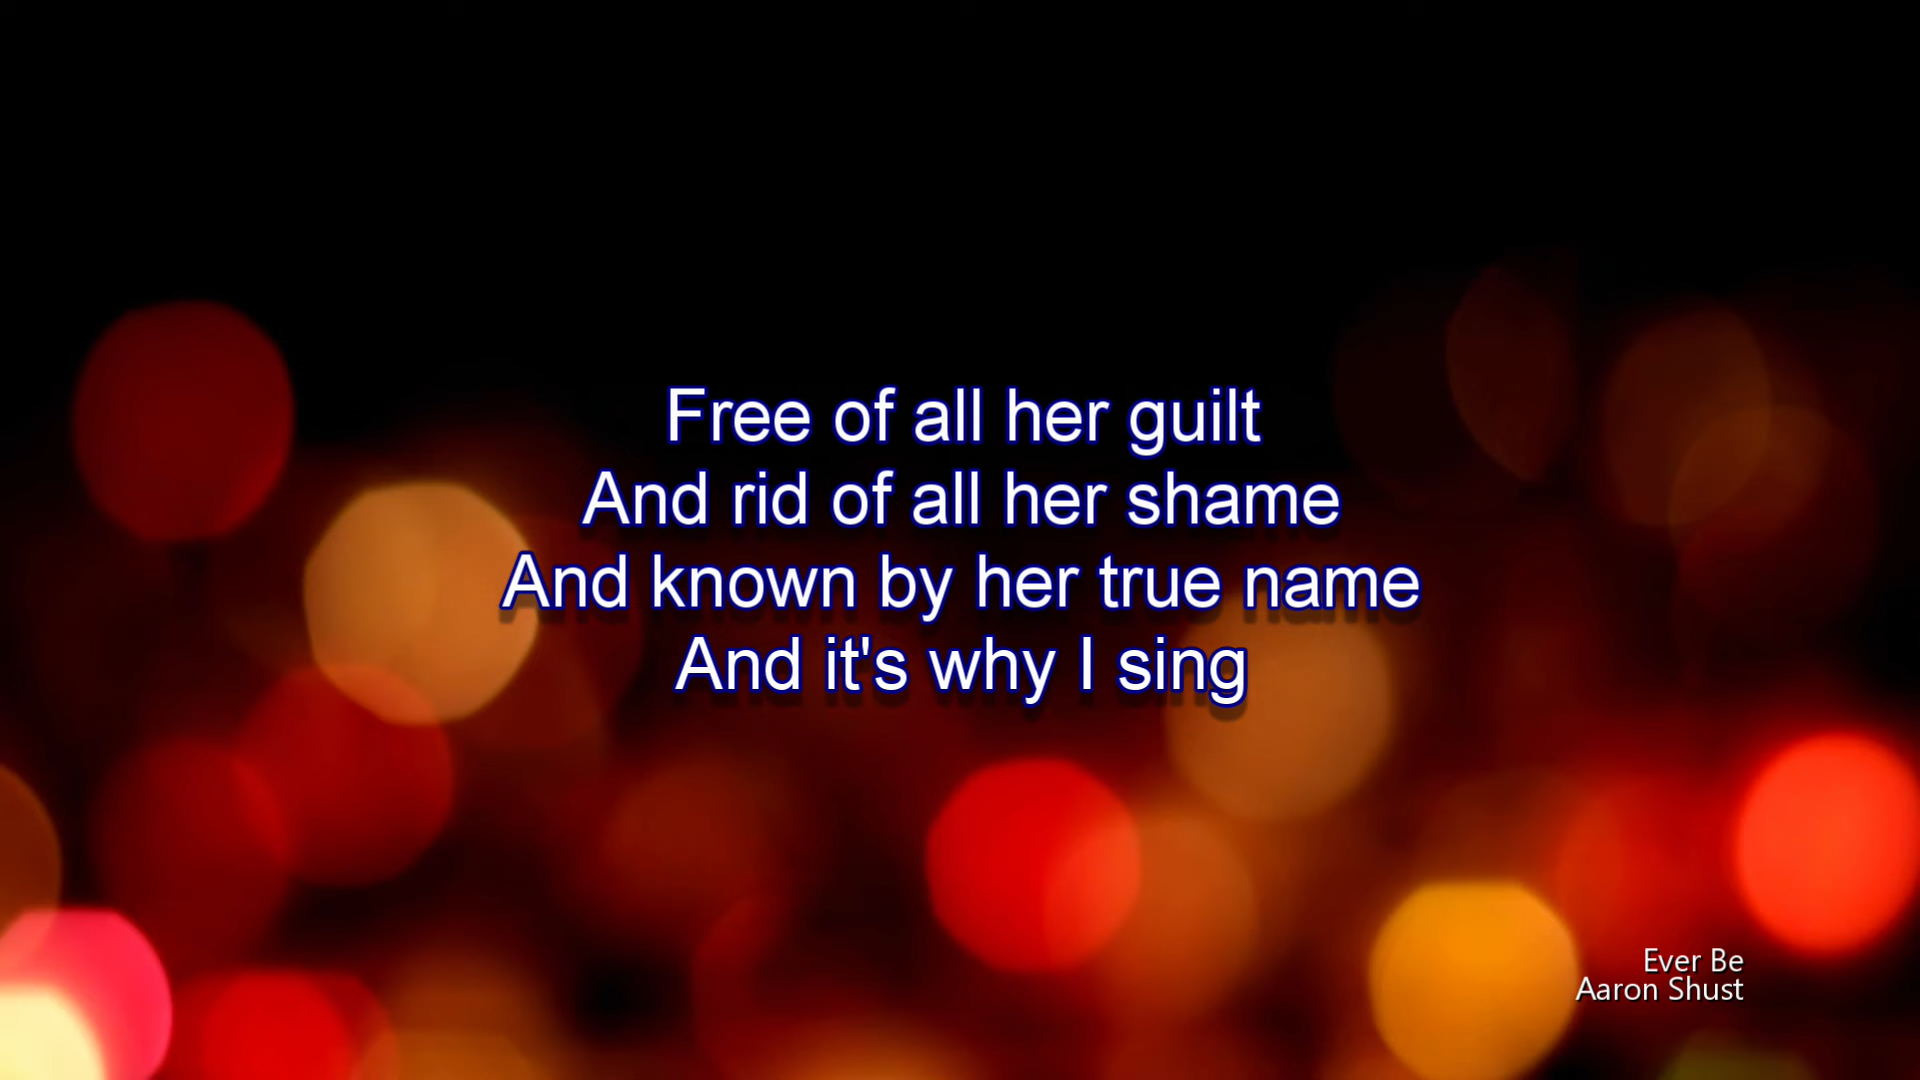 Free of all her guilt
And rid of all her shame
And known by her true name
And it's why I sing
Ever Be
Aaron Shust